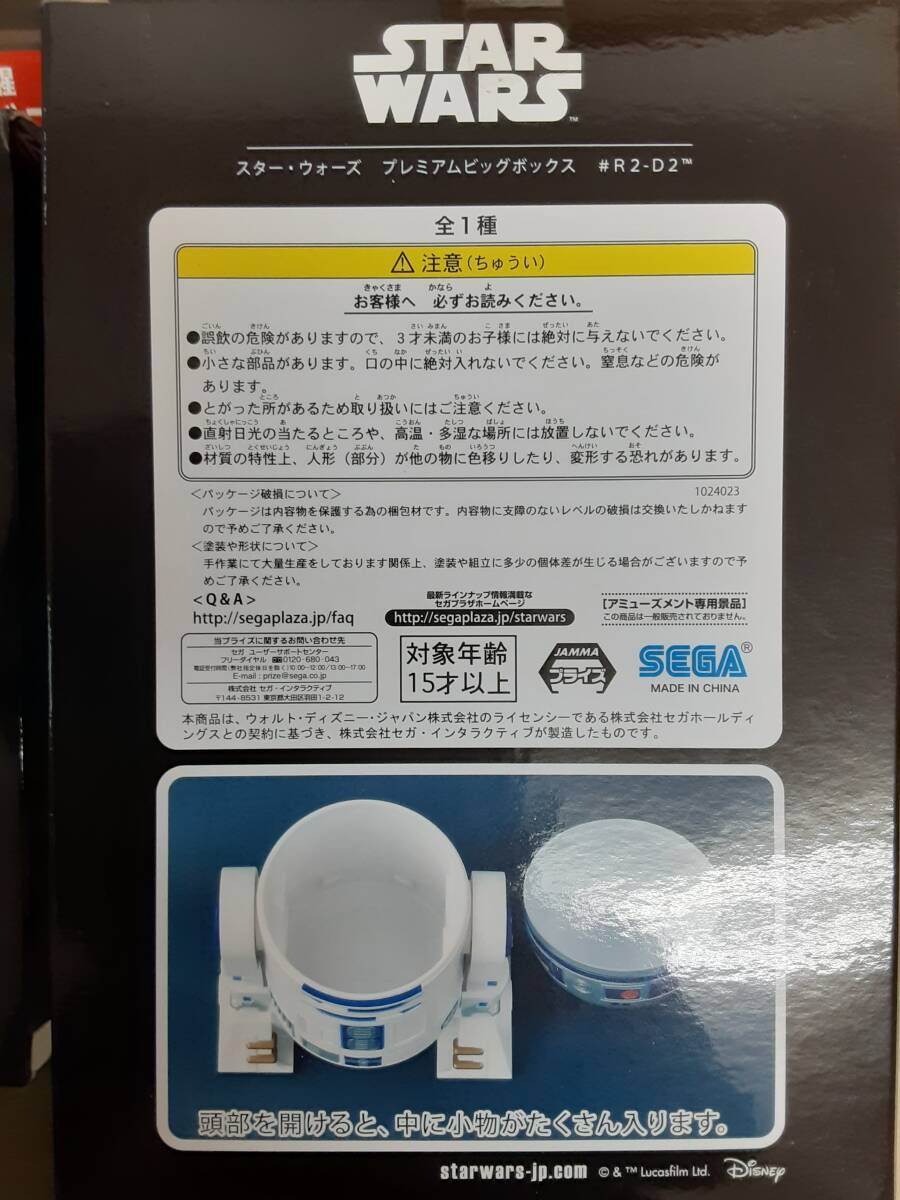 STAR
WARS™
スター・ウォーズ プレミアムビッグボックス #R2-D2™
全1種
⚠ 注意(ちゅうい)
お客様へ 必ずお読みください。
●誤飲の危険がありますので、3才未満のお子様には絶対に与えないでください。
●小さな部品があります。口の中に絶対入れないでください。窒息などの危険が
あります。
●とがった所があるため取り扱いにはご注意ください。
●直射日光の当たるところや、高温・多湿な場所には放置しないでください。
●材質の特性上、人形(部分)が他の物に色移りしたり、変形する恐れがあります。
<パッケージ破損について>
1024023
パッケージは内容物を保護する為の梱包材です。内容物に支障のないレベルの破損は交換いたしかねます
ので予めご了承ください。
<塗装や形状について>
手作業にて大量生産をしております関係上、塗装や組立に多少の個体差が生じる場合がございますので予
めご了承ください。
<Q&A>
http://segaplaza.jp/faq
最新ラインナップ情報満載な
セガプラザホームページ
http://segaplaza.jp/starwars
[アミューズメント専用景品]
この商品は一般販売されておりません。
当プライズに関するお問い合わせ先
セガ ユーザーサポートセンター
フリーダイヤル 0120-680-043
電話受付時間(弊社指定休日を除く)10:00-12:00/13:00-17:00
E-mail : prize@sega.co.jp
株式会社 セガ・インタラクティブ
〒144-8531 東京都大田区羽田1-2-12
対象年齢
15才以上
JAMMA
プライズ
SEGA®
MADE IN CHINA
本商品は、ウォルト・ディズニー・ジャパン株式会社のライセンシーである株式会社セガホールディ
ングスとの契約に基づき、株式会社セガ・インタラクティブが製造したものです。
頭部を開けると、中に小物がたくさん入ります。
starwars-jp.com © & ™ Lucasfilm Ltd. Disney